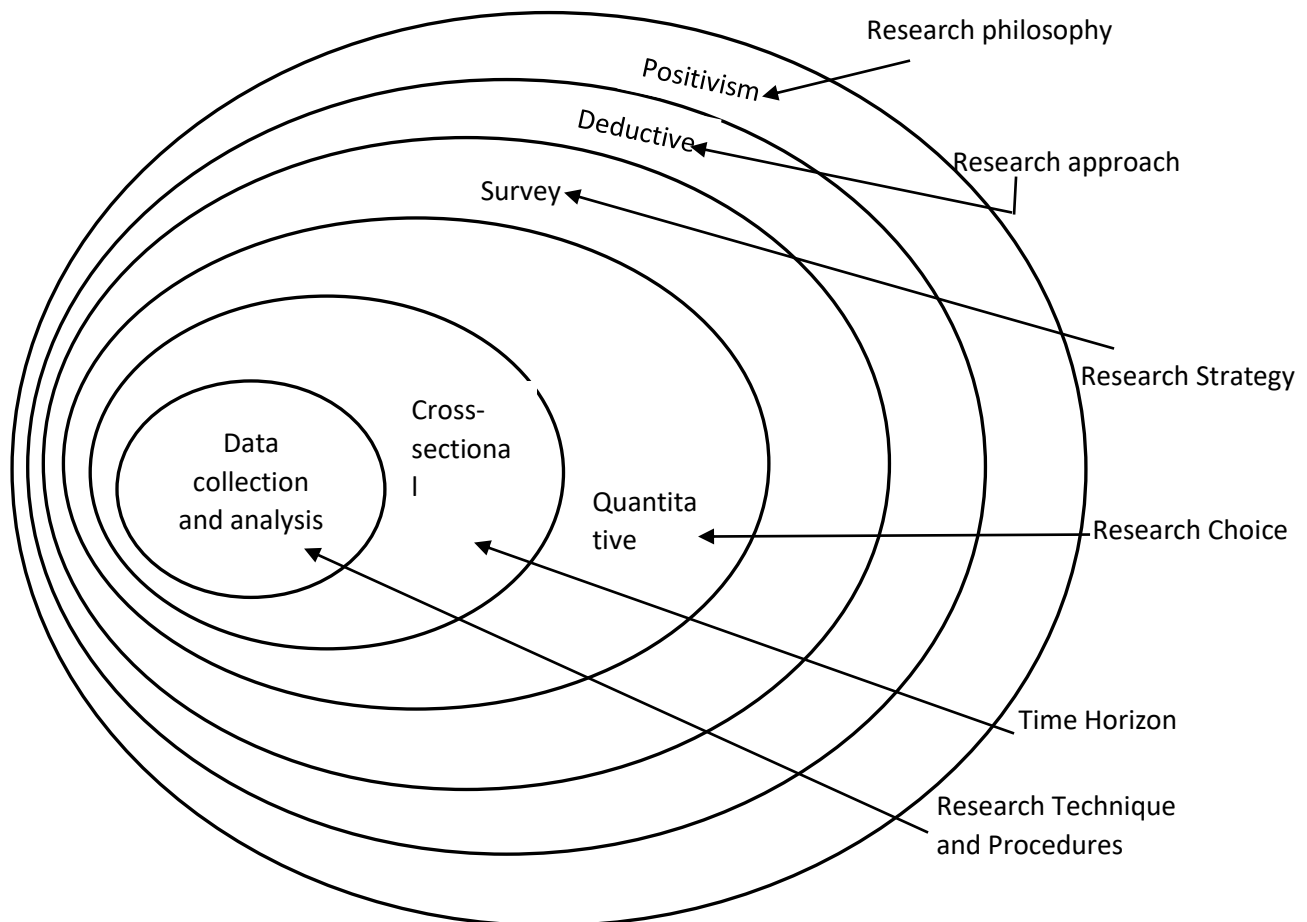 Research philosophy
Positivism
Deductive
Research approach
Survey
Research Strategy
Cross-
sectiona
l
Data
collection
and analysis
Quantita
tive
Research Choice
Time Horizon
Research Technique
and Procedures